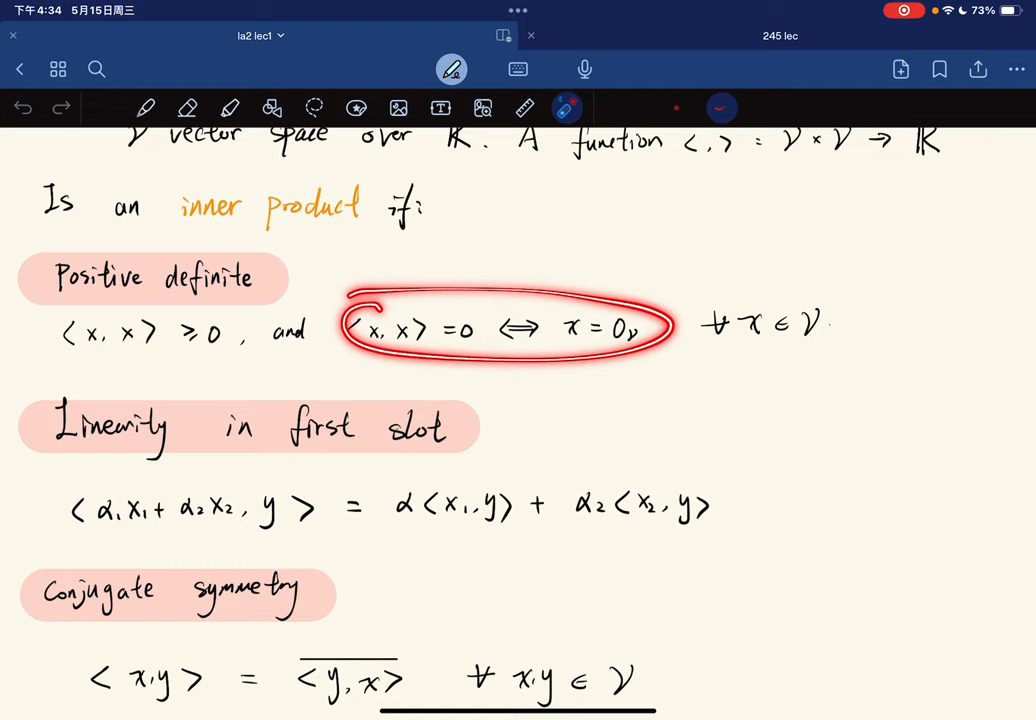 下午4:34 5月15日周三
73%
la2 lec1
245 lec
V vector space over K. A function < , > = V × V → K
Is an inner product if:
Positive definite
< x, x > ≥ 0, and < x, x > = 0 ⟺ x = 0ᵥ ∀ x ∈ V.
Linearity in first slot
< α₁x₁ + α₂x₂, y > = α < x₁, y > + α₂ < x₂, y >
Conjugate symmetry
< x, y > = \overline{< y, x >} ∀ x, y ∈ V